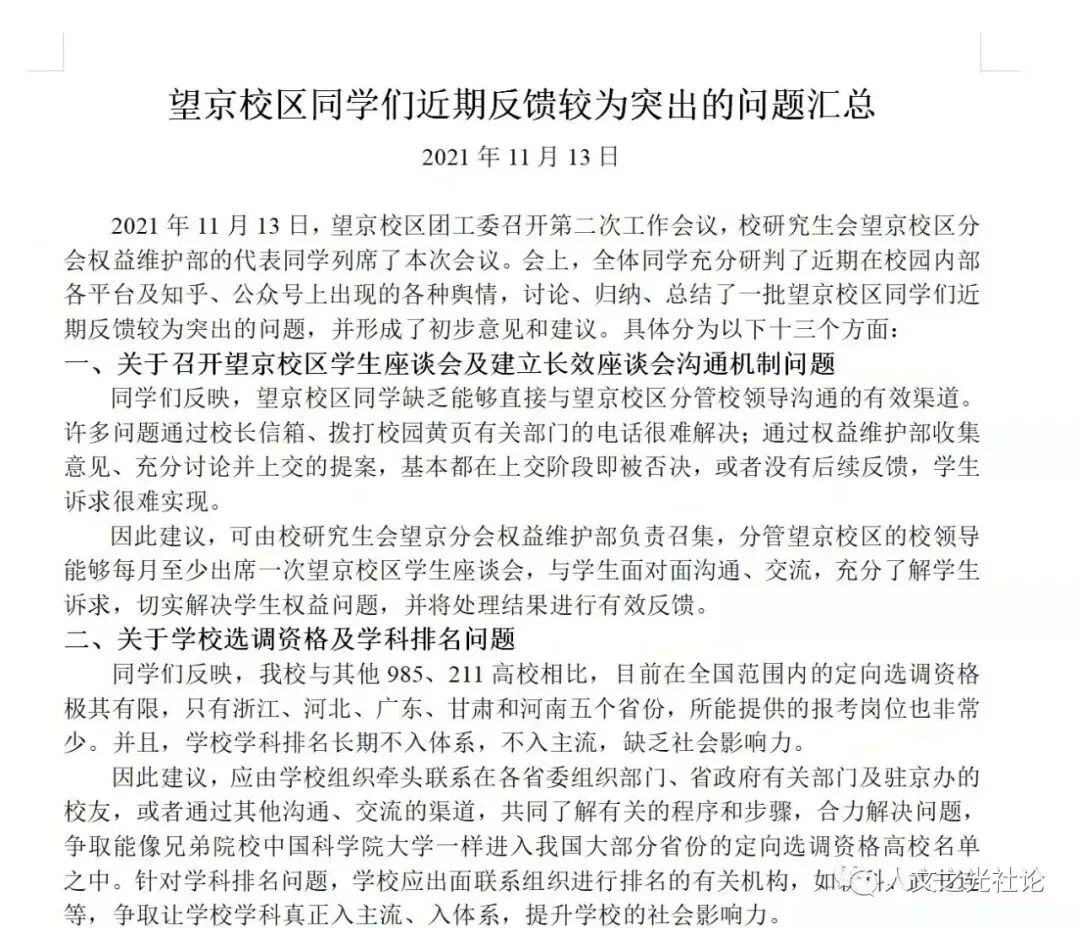 望京校区同学们近期反馈较为突出的问题汇总
2021 年 11 月 13 日
2021 年 11 月 13 日，望京校区团工委召开第二次工作会议，校研究生会望京校区分
会权益维护部的代表同学列席了本次会议。会上，全体同学充分研判了近期在校园内部
各平台及知乎、公众号上出现的各种舆情，讨论、归纳、总结了一批望京校区同学们近
期反馈较为突出的问题，并形成了初步意见和建议。具体分为以下十三个方面：
一、关于召开望京校区学生座谈会及建立长效座谈会沟通机制问题
同学们反映，望京校区同学缺乏能够直接与望京校区分管校领导沟通的有效渠道。
许多问题通过校长信箱、拨打校园黄页有关部门的电话很难解决；通过权益维护部收集
意见、充分讨论并上交的提案，基本都在上交阶段即被否决，或者没有后续反馈，学生
诉求很难实现。
因此建议，可由校研究生会望京分会权益维护部负责召集，分管望京校区的校领导
能够每月至少出席一次望京校区学生座谈会，与学生面对面沟通、交流，充分了解学生
诉求，切实解决学生权益问题，并将处理结果进行有效反馈。
二、关于学校选调资格及学科排名问题
同学们反映，我校与其他 985、211 高校相比，目前在全国范围内的定向选调资格
极其有限，只有浙江、河北、广东、甘肃和河南五个省份，所能提供的报考岗位也非常
少。并且，学校学科排名长期不入体系，不入主流，缺乏社会影响力。
因此建议，应由学校组织牵头联系在各省委组织部门、省政府有关部门及驻京办的
校友，或者通过其他沟通、交流的渠道，共同了解有关的程序和步骤，合力解决问题，
争取能像兄弟院校中国科学院大学一样进入我国大部分省份的定向选调资格高校名单
之中。针对学科排名问题，学校应出面联系组织进行排名的有关机构，如软科、
人文书光社论
等，争取让学校学科真正入主流、入体系，提升学校的社会影响力。